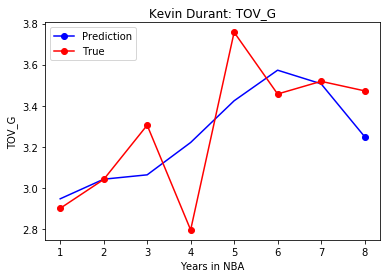 Kevin Durant: TOV_G
Prediction
True
TOV_G
3.8
3.6
3.4
3.2
3.0
2.8
1 2 3 4 5 6 7 8
Years in NBA